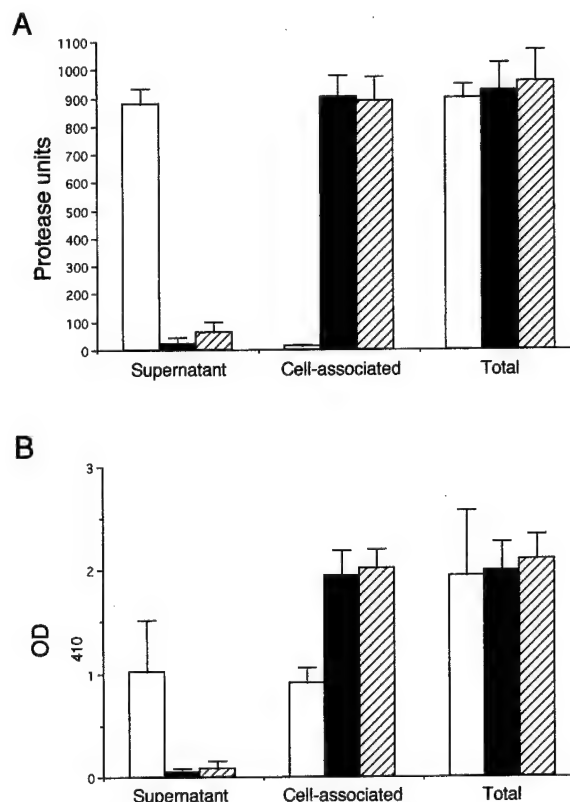 A
1100
1000
900
800
700
600
500
400
300
200
100
0
Protease units
Supernatant Cell-associated Total
B
3
2
1
0
OD 410
Supernatant Cell-associated Total